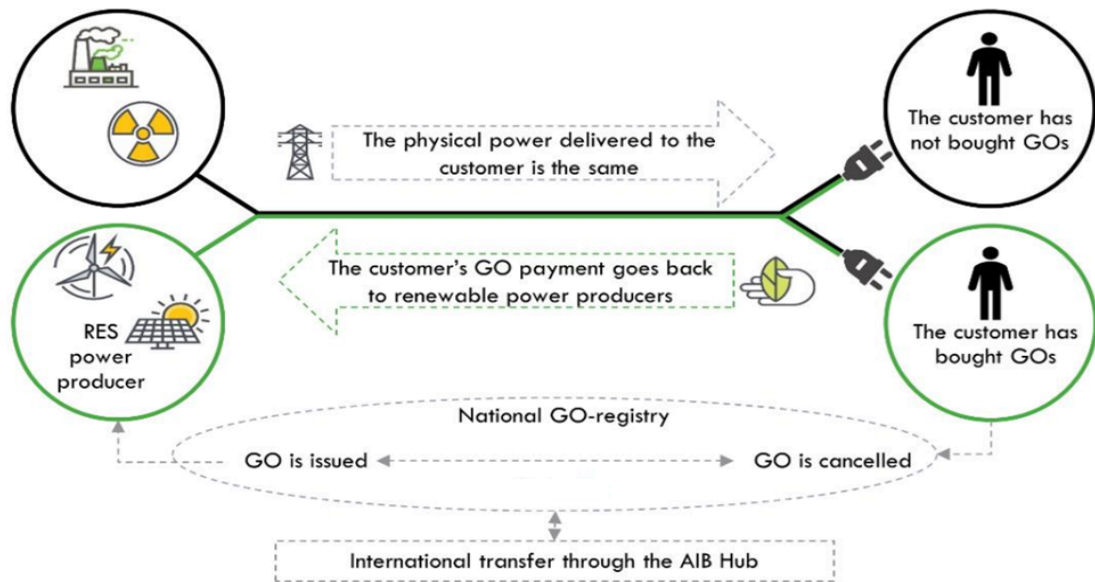 The physical power delivered to the
customer is the same
The customer has
not bought GOs
The customer's GO payment goes back
to renewable power producers
RES
power
producer
The customer has
bought GOs
National GO-registry
GO is issued
GO is cancelled
International transfer through the AIB Hub